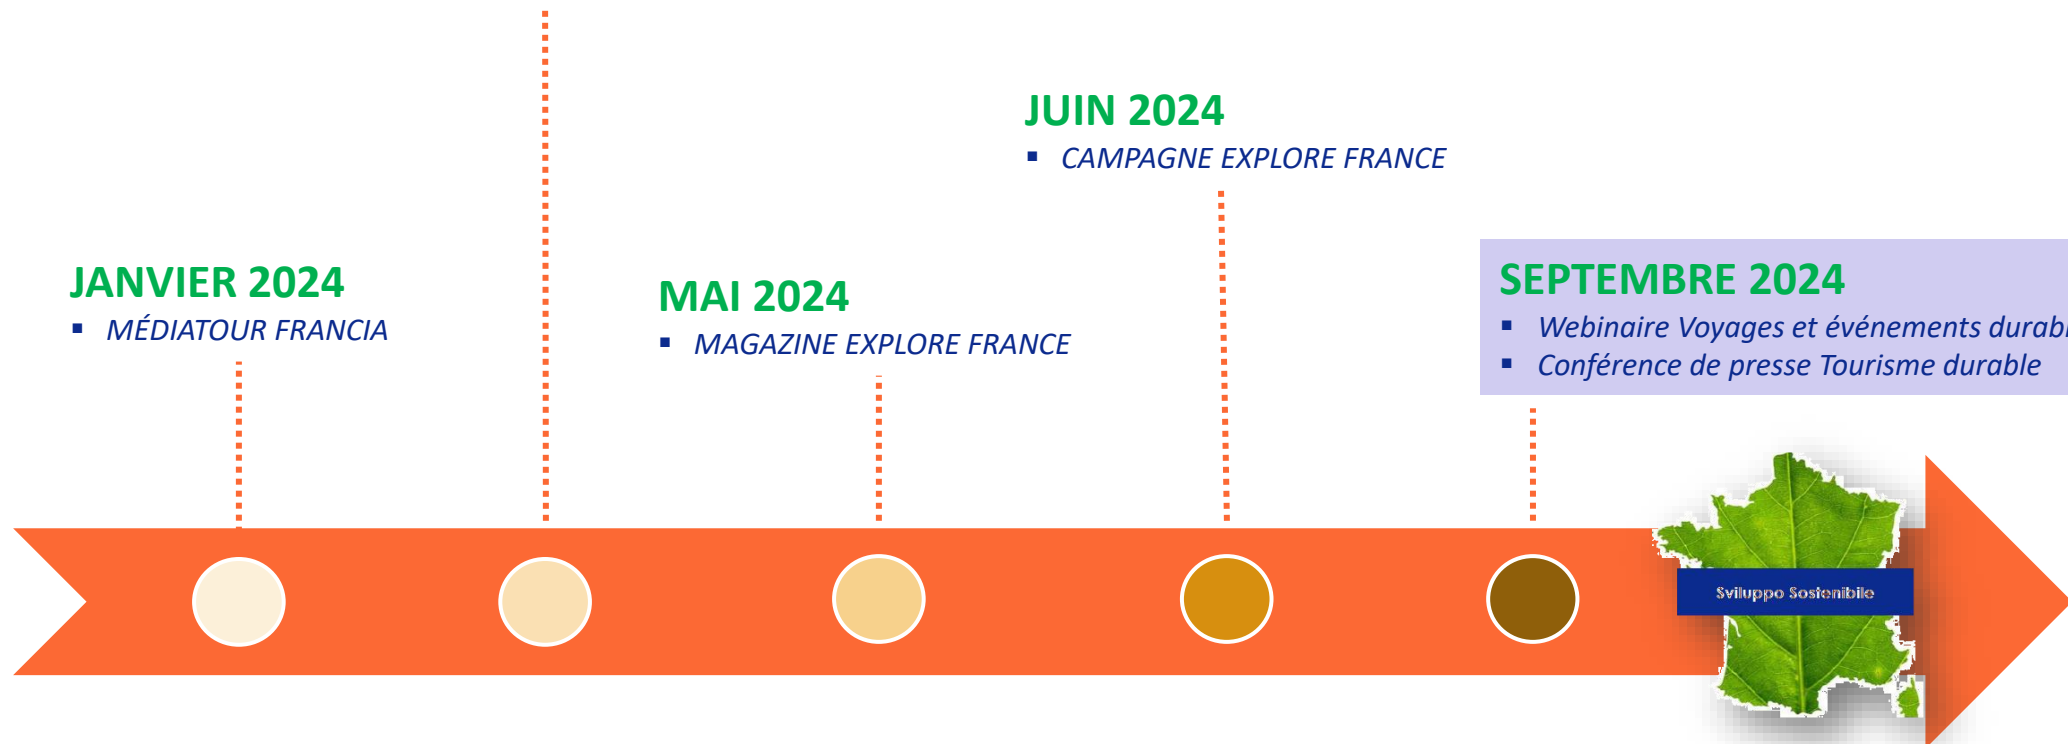 JUIN 2024
▪ CAMPAGNE EXPLORE FRANCE
JANVIER 2024
▪ MÉDIATOUR FRANCIA
MAI 2024
▪ MAGAZINE EXPLORE FRANCE
SEPTEMBRE 2024
▪ Webinaire Voyages et événements
▪ Conférence de presse Tourisme durable
Sviluppo Sostenibile